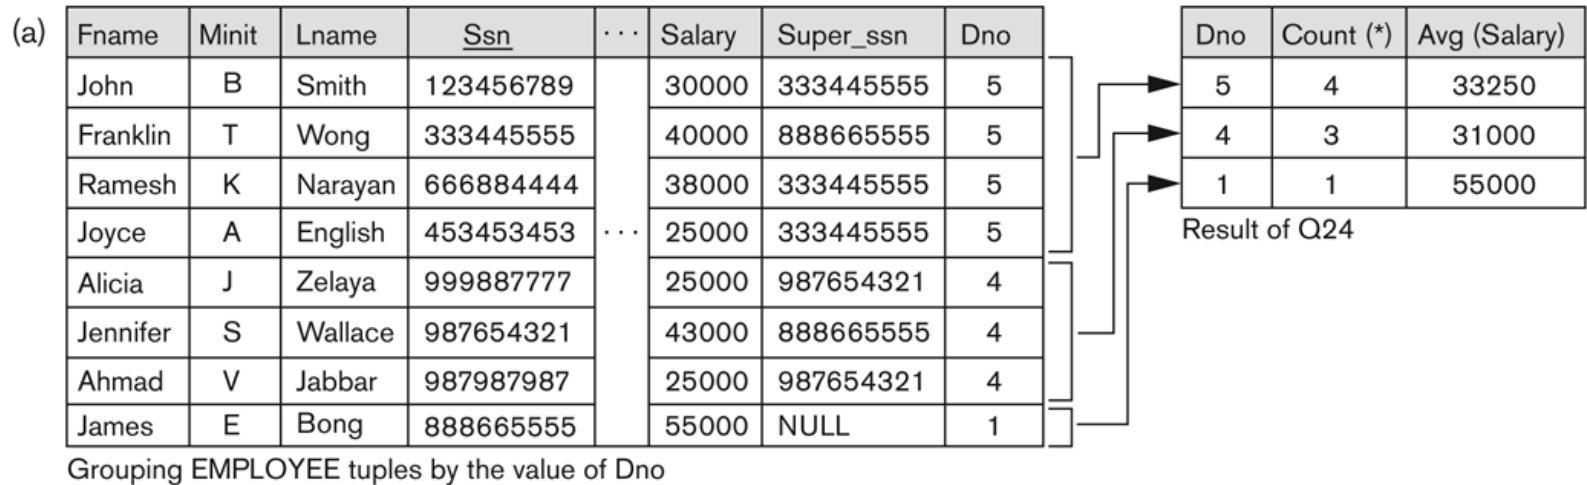 (a) Fname Minit Lname Ssn ... Salary Super_ssn Dno Dno Count (*) Avg (Salary)
John B Smith 123456789 30000 333445555 5 5 4 33250
Franklin T Wong 333445555 40000 888665555 5 4 3 31000
Ramesh K Narayan 666884444 38000 333445555 5 1 1 55000
Joyce A English 453453453 ... 25000 333445555 5 Result of Q24
Alicia J Zelaya 999887777 25000 987654321 4
Jennifer S Wallace 987654321 43000 888665555 4
Ahmad V Jabbar 987987987 25000 987654321 4
James E Bong 888665555 55000 NULL 1
Grouping EMPLOYEE tuples by the value of Dno